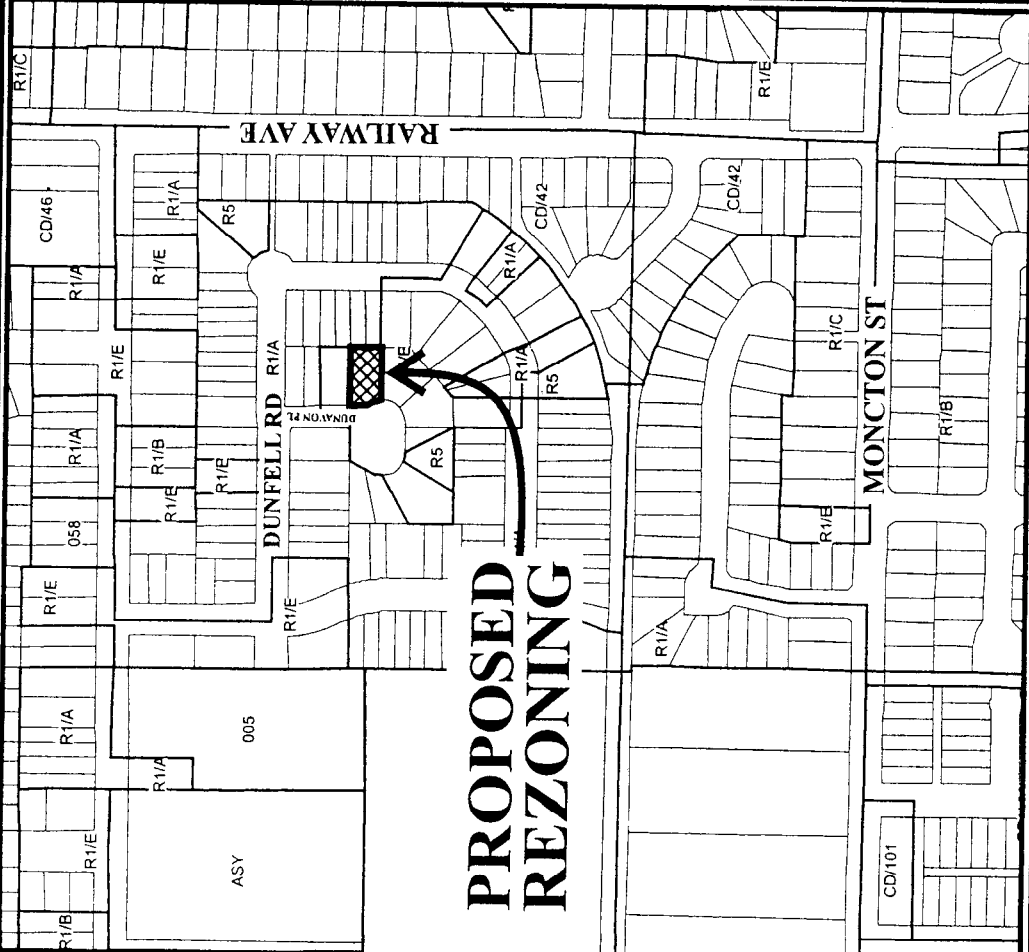 R1/C
R1/E
CD/46
R1/A
R1/E
R1/A
R5
RAILWAY AVE
CD/42
CD/42
R1/A
R1/E
R1/A
R1/B
R1/E
R1/E
DUNFELL RD
R1/A
DUNAVON PL
R5
R1/A
R5
R1/A
R1/C
MONCTON ST
R1/B
R1/B
058
R1/E
R1/E
R1/A
R1/A
R1/A
005
ASY
R1/E
R1/B
CD/101
PROPOSED
REZONING